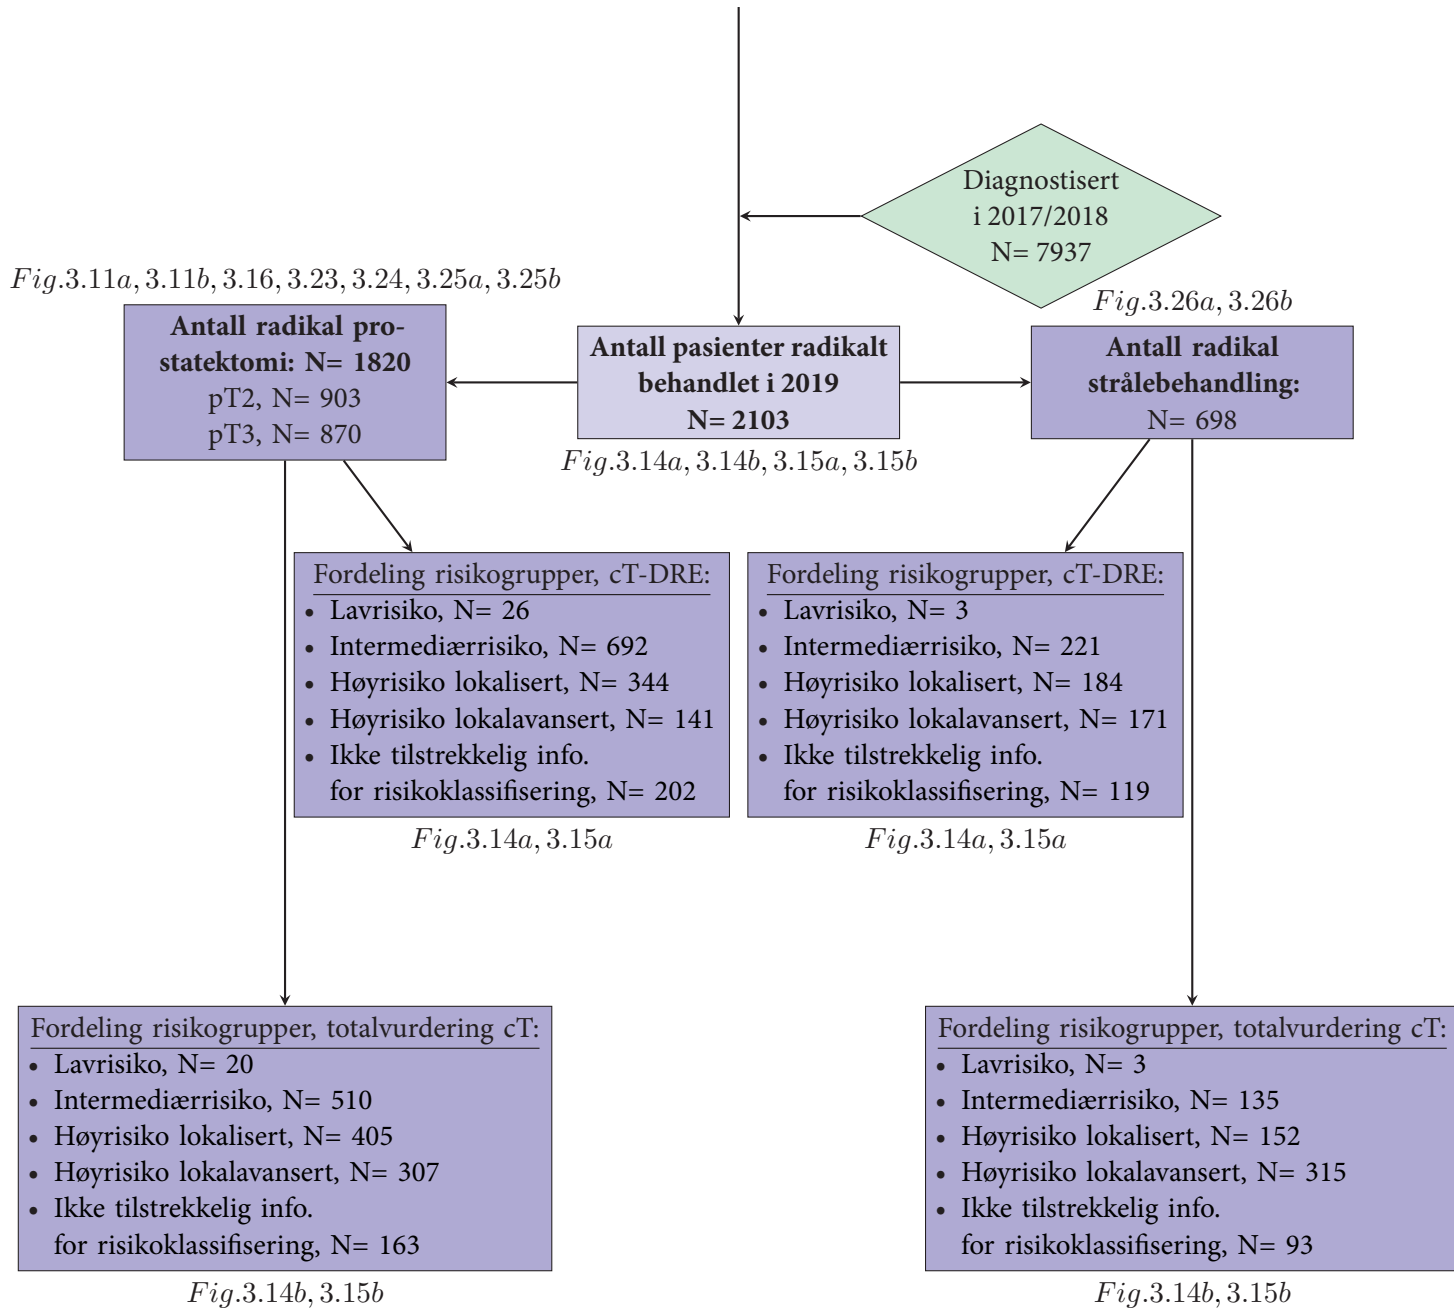 Diagnostisert
i 2017/2018
N= 7937
Fig.3.11a, 3.11b, 3.16, 3.23, 3.24, 3.25a, 3.25b
Antall radikal pro-
statektomi: N= 1820
pT2, N= 903
pT3, N= 870
Antall pasienter radikalt
behandlet i 2019
N= 2103
Fig.3.14a, 3.14b, 3.15a, 3.15b
Fig.3.26a, 3.26b
Antall radikal
strålebehandling:
N= 698
Fordeling risikogrupper, cT-DRE:
• Lavrisiko, N= 26
• Intermediærrisiko, N= 692
• Høyrisiko lokalisert, N= 344
• Høyrisiko lokalavansert, N= 141
• Ikke tilstrekkelig info.
for risikoklassifisering, N= 202
Fig.3.14a, 3.15a
Fordeling risikogrupper, cT-DRE:
• Lavrisiko, N= 3
• Intermediærrisiko, N= 221
• Høyrisiko lokalisert, N= 184
• Høyrisiko lokalavansert, N= 171
• Ikke tilstrekkelig info.
for risikoklassifisering, N= 119
Fig.3.14a, 3.15a
Fordeling risikogrupper, totalvurdering cT:
• Lavrisiko, N= 20
• Intermediærrisiko, N= 510
• Høyrisiko lokalisert, N= 405
• Høyrisiko lokalavansert, N= 307
• Ikke tilstrekkelig info.
for risikoklassifisering, N= 163
Fig.3.14b, 3.15b
Fordeling risikogrupper, totalvurdering cT:
• Lavrisiko, N= 3
• Intermediærrisiko, N= 135
• Høyrisiko lokalisert, N= 152
• Høyrisiko lokalavansert, N= 315
• Ikke tilstrekkelig info.
for risikoklassifisering, N= 93
Fig.3.14b, 3.15b